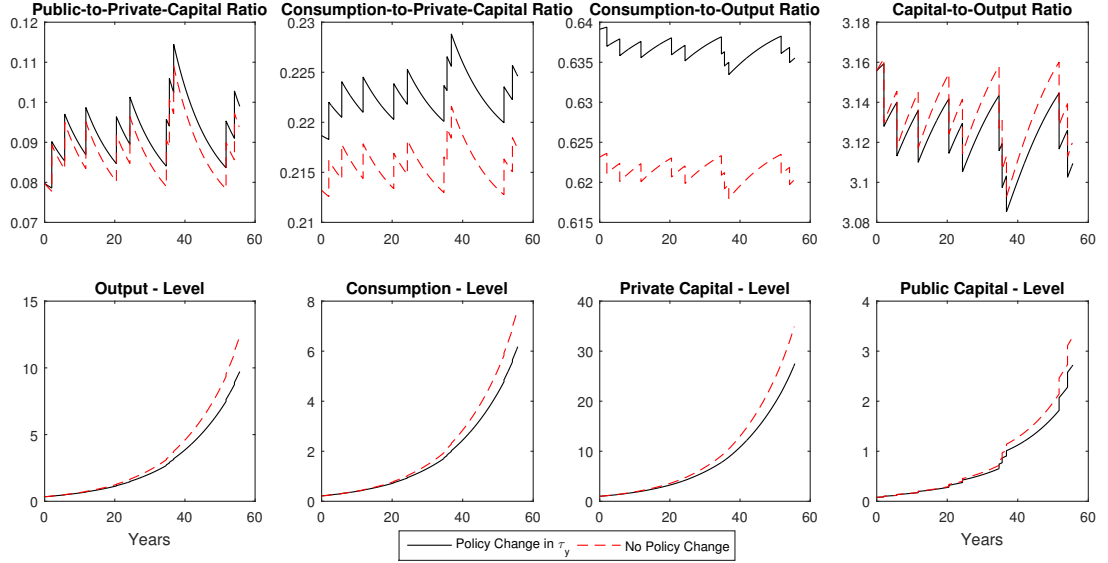 Public-to-Private-Capital Ratio
0.12
0.11
0.1
0.09
0.08
0.07
0 20 40 60
Consumption-to-Private-Capital Ratio
0.23
0.225
0.22
0.215
0.21
0 20 40 60
Consumption-to-Output Ratio
0.64
0.635
0.63
0.625
0.62
0.615
0 20 40 60
Capital-to-Output Ratio
3.18
3.16
3.14
3.12
3.1
3.08
0 20 40 60
Output - Level
15
10
5
0
0 20 40 60
Years
Consumption - Level
8
6
4
2
0
0 20 40 60
Private Capital - Level
40
30
20
10
0
0 20 40 60
Public Capital - Level
4
3
2
1
0
0 20 40 60
Years
Policy Change in τ_y
No Policy Change